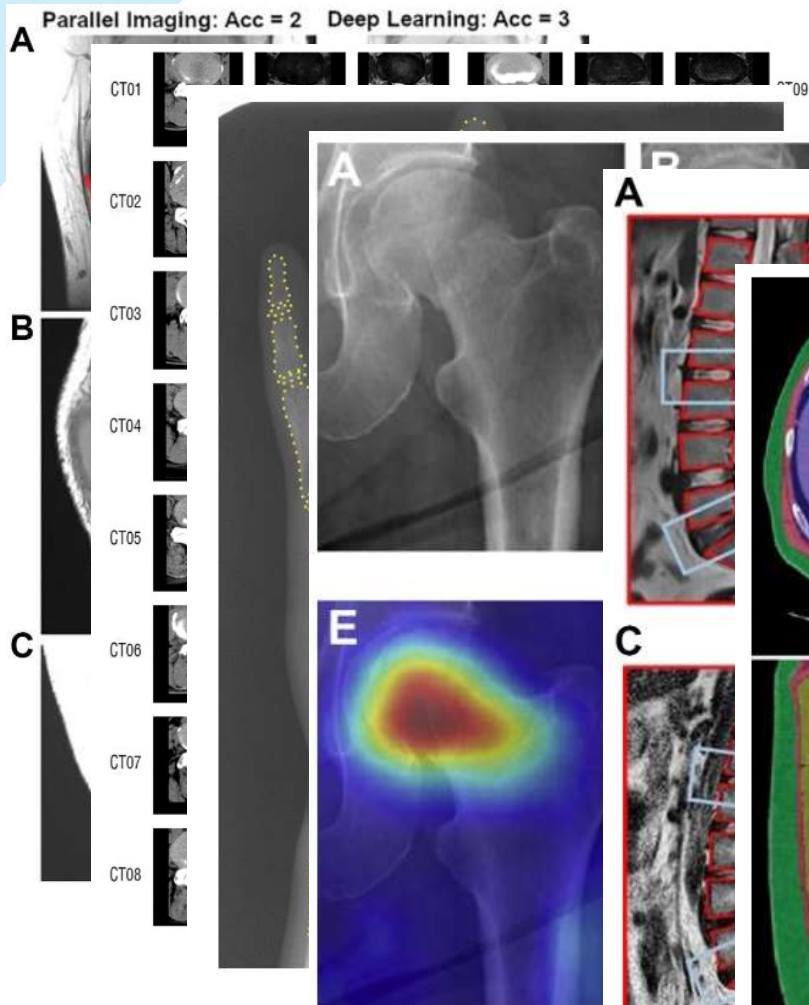 Parallel Imaging: Acc = 2 Deep Learning: Acc = 3
A
CT01
CT09
A
A
CT02
CT03
B
CT04
CT05
E
CT06
C
C
CT07
CT08